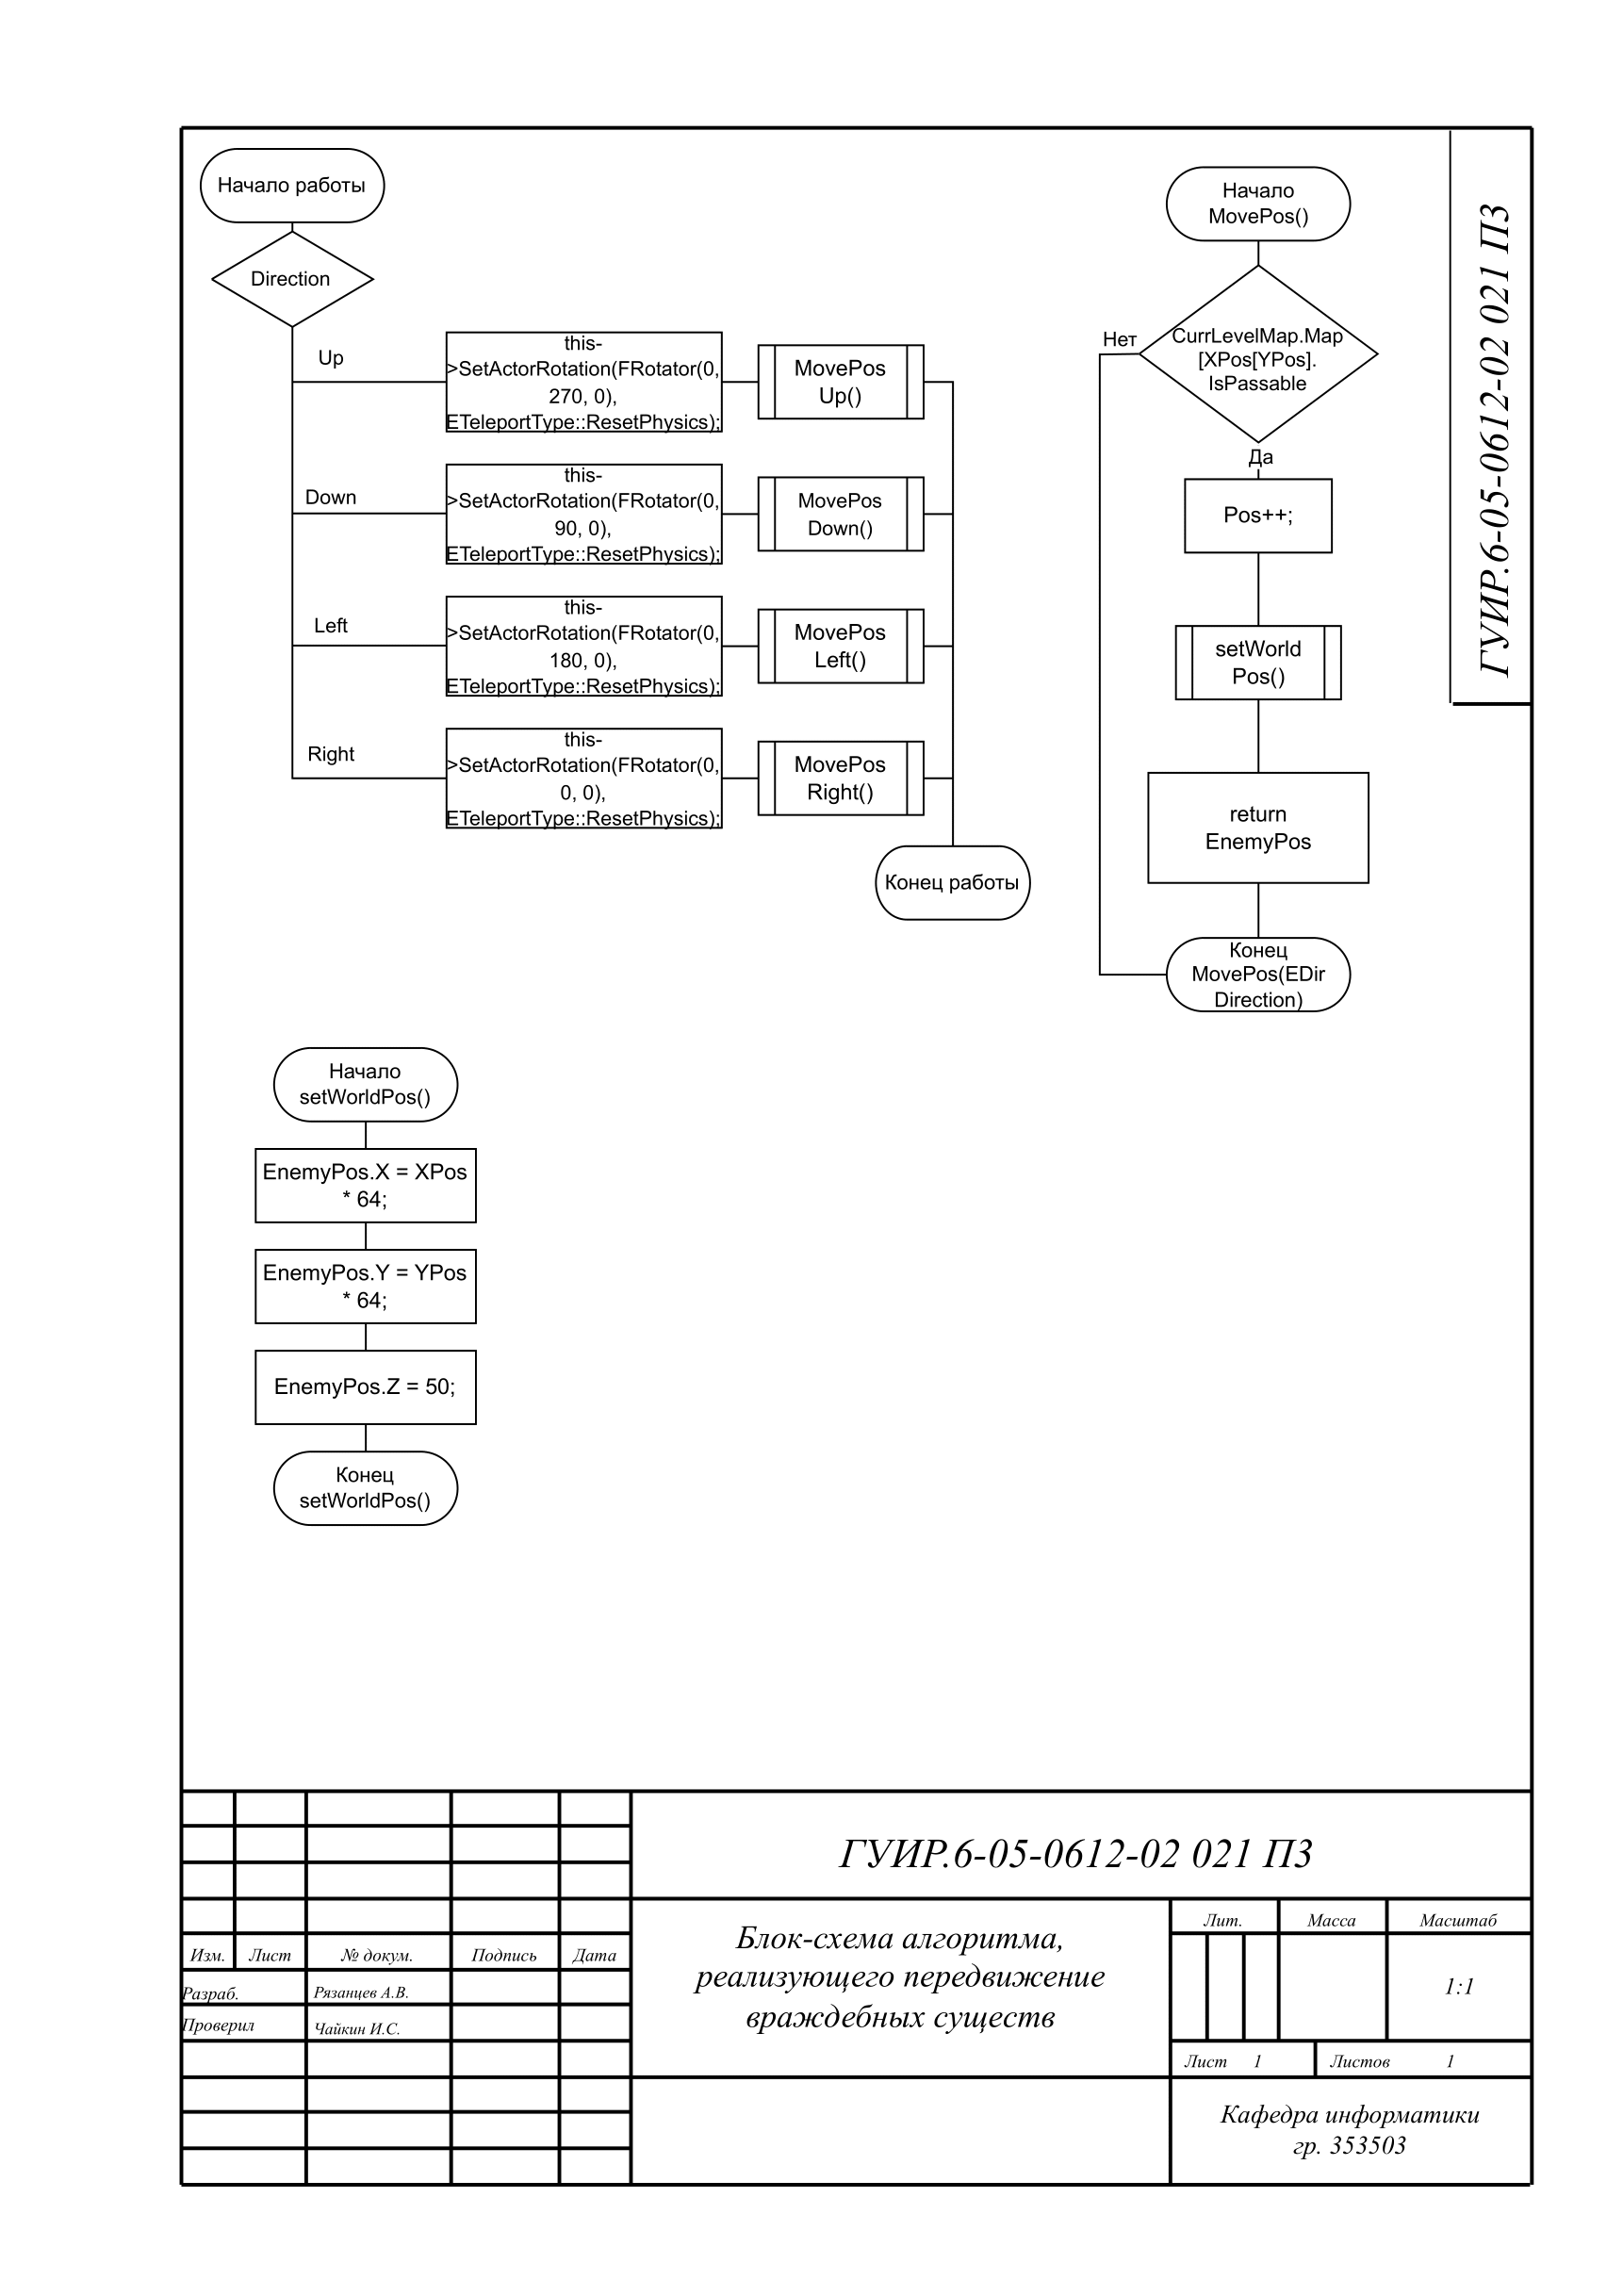 Начало работы
Direction
Up
this-
>SetActorRotation(FRotator(0,
270, 0),
ETeleportType::ResetPhysics);
MovePos
Up()
Down
this-
>SetActorRotation(FRotator(0,
90, 0),
ETeleportType::ResetPhysics);
MovePos
Down()
Left
this-
>SetActorRotation(FRotator(0,
180, 0),
ETeleportType::ResetPhysics);
MovePos
Left()
Right
this-
>SetActorRotation(FRotator(0,
0, 0),
ETeleportType::ResetPhysics);
MovePos
Right()
Конец работы
Начало
MovePos()
CurrLevelMap.Map
[XPos[YPos].
IsPassable
Нет
Да
Pos++;
setWorld
Pos()
return
EnemyPos
Конец
MovePos(EDir
Direction)
ГУИР.6-05-0612-02 021 ПЗ
Начало
setWorldPos()
EnemyPos.X = XPos
* 64;
EnemyPos.Y = YPos
* 64;
EnemyPos.Z = 50;
Конец
setWorldPos()
ГУИР.6-05-0612-02 021 ПЗ
Изм. Лист № докум. Подпись Дата
Разраб. Рязанцев А.В.
Проверил Чайкин И.С.
Блок-схема алгоритма,
реализующего передвижение
враждебных существ
Лит. Масса Масштаб
1:1
Лист 1 Листов 1
Кафедра информатики
гр. 353503